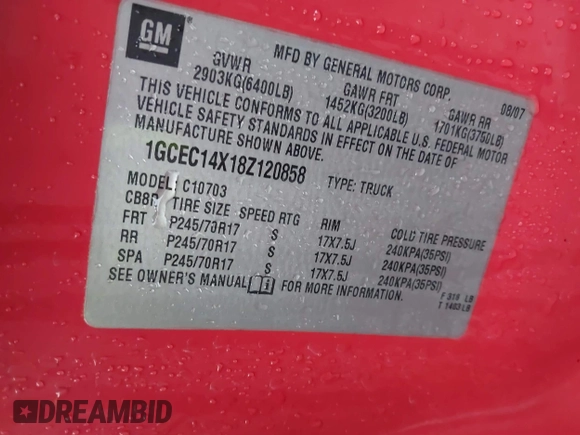 GM
MFD BY GENERAL MOTORS CORP. 08/07
GVWR GAWR FRT GAWR RR
2903KG(6400LB) 1452KG(3200LB) 1701KG(3750LB)
THIS VEHICLE CONFORMS TO ALL APPLICABLE U.S. FEDERAL MOTOR
VEHICLE SAFETY STANDARDS IN EFFECT ON THE DATE OF
MANUFACTURE SHOWN ABOVE.
1GCEC14X18Z120858 TYPE: TRUCK
MODEL: C10703
TIRE SIZE SPEED RTG RIM COLD TIRE PRESSURE
FRT P245/70R17 S 17X7.5J 240KPA(35PSI)
RR P245/70R17 S 17X7.5J 240KPA(35PSI)
SPA P245/70R17 S 17X7.5J 240KPA(35PSI)
SEE OWNER'S MANUAL FOR MORE INFORMATION.
DREAMBID